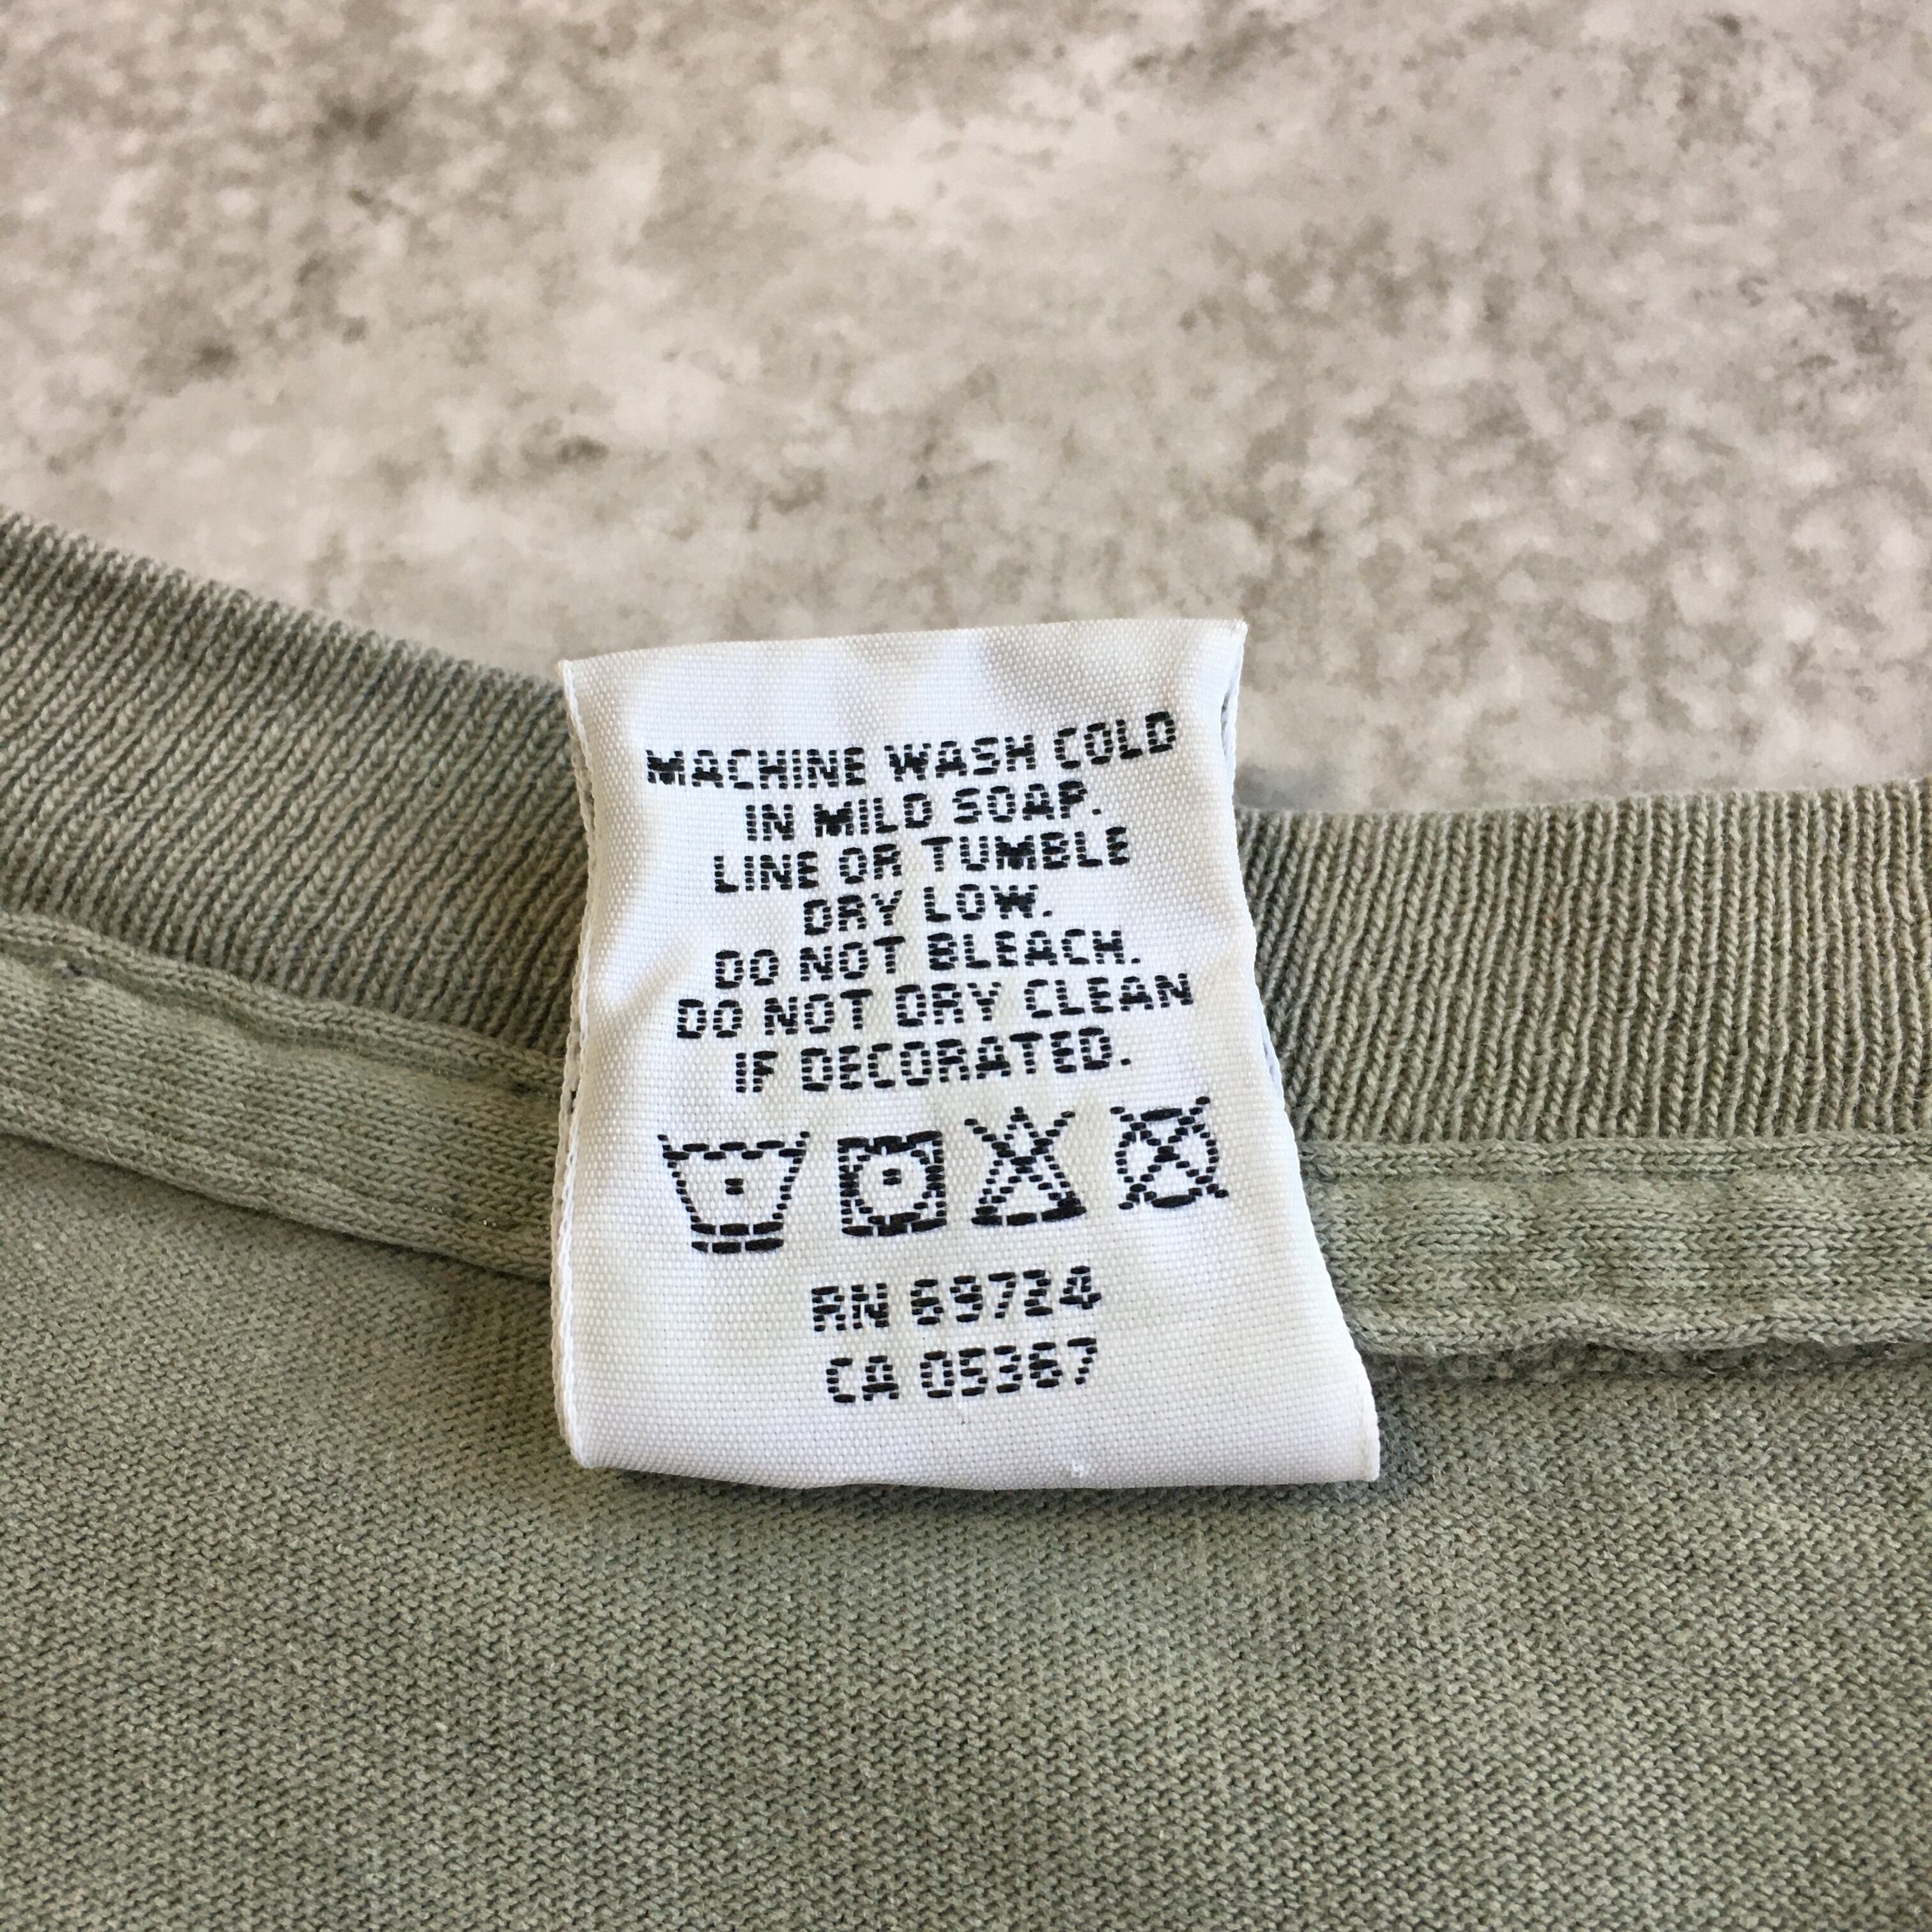 MACHINE WASH COLD
IN MILD SOAP.
LINE OR TUMBLE
DRY LOW.
DO NOT BLEACH.
DO NOT DRY CLEAN
IF DECORATED.
RN 69724
CA 05367